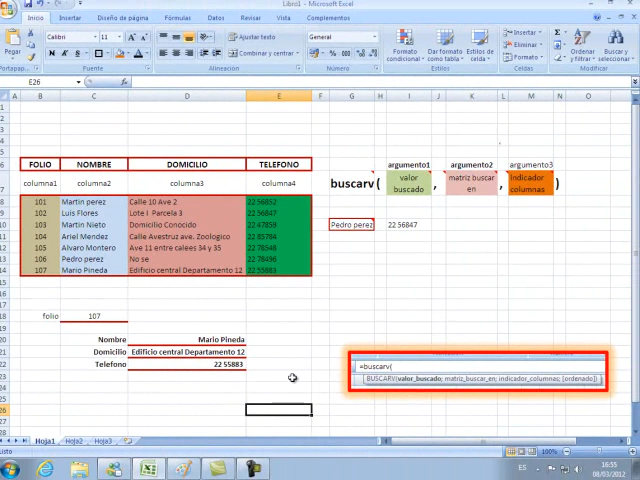 Libro1 - Microsoft Excel
Inicio Insertar Diseño de página Fórmulas Datos Revisar Vista Complementos
Pegar Calibri 11 Ajustar texto General Insertar
N K S Combinar y centrar % 000 Eliminar
Formato condicional Dar formato como tabla Estilos de celda Formato Ordenar y filtrar Buscar y seleccionar
Portapap... Fuente Alineación Número Estilos Celdas Modificar
E26 fx
A B C D E F G H I J K L M N O
FOLIO NOMBRE DOMICILIO TELEFONO argumento1 argumento2 argumento3
columna1 columna2 columna3 columna4 buscarv( valor buscado , matriz buscar en , Indicador columnas )
101 Martin perez Calle 10 Ave 2 22 56852
102 Luis Flores Lote I Parcela 3 22 56847
103 Martin Nieto Domicilio Conocido 22 47859
104 Ariel Mendez Calle Avestruz ave. Zoologico 22 85784
105 Alvaro Montero Ave 11 entre calees 34 y 35 22 78548
106 Pedro perez No se 22 78496
107 Mario Pineda Edificio central Departamento 12 22 55883
Pedro perez 22 56847
folio 107
Nombre Mario Pineda
Domicilio Edificio central Departamento 12
Telefono 22 55883
=buscarv(
BUSCARV(valor_buscado; matriz_buscar_en; indicador_columnas; [ordenado])
Hoja1 Hoja2 Hoja3
Listo 100%
ES 16:55
08/03/2012